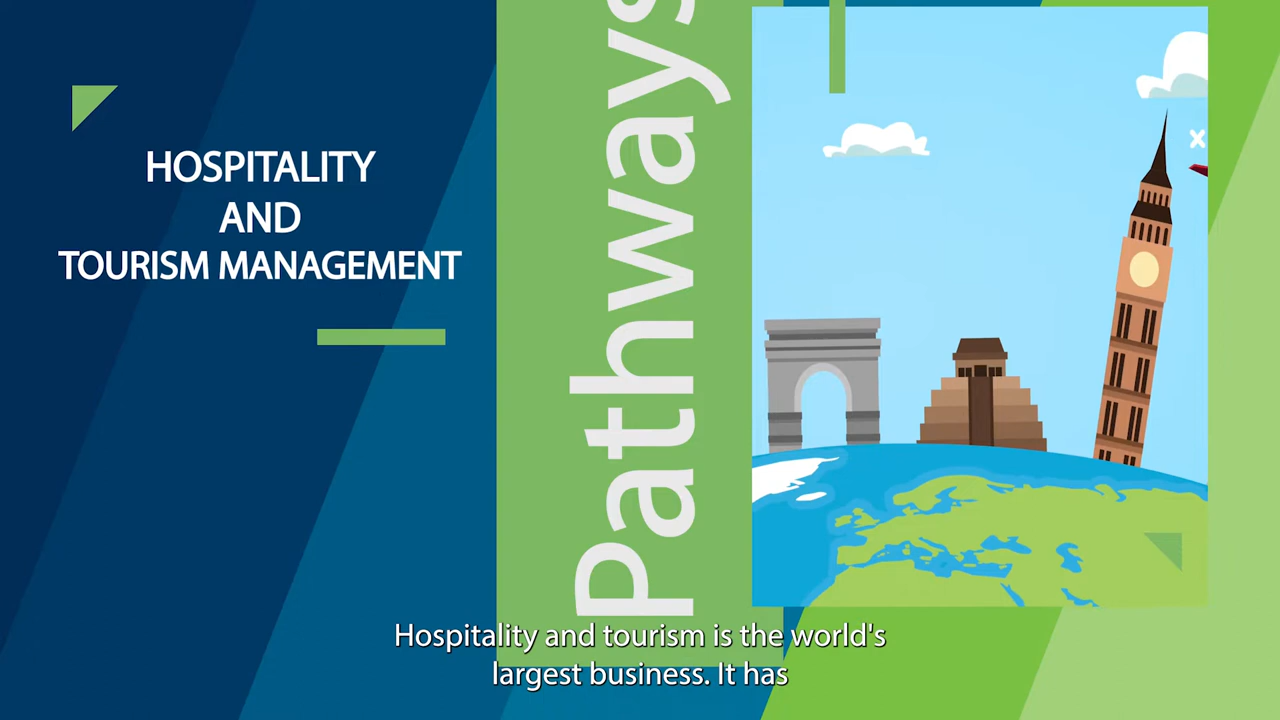 HOSPITALITY
AND
TOURISM MANAGEMENT
Pathways
Hospitality and tourism is the world's
largest business. It has